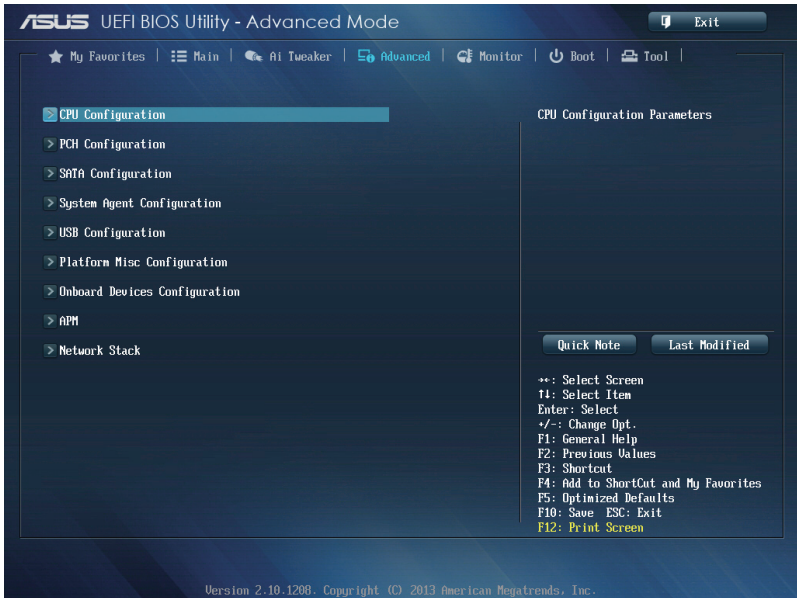 ASUS UEFI BIOS Utility - Advanced Mode
Exit
My Favorites | Main | Ai Tweaker | Advanced | Monitor | Boot | Tool |
CPU Configuration
PCH Configuration
SATA Configuration
System Agent Configuration
USB Configuration
Platform Misc Configuration
Onboard Devices Configuration
APM
Network Stack
CPU Configuration Parameters
Quick Note
Last Modified
→←: Select Screen
↑↓: Select Item
Enter: Select
+/-: Change Opt.
F1: General Help
F2: Previous Values
F3: Shortcut
F4: Add to ShortCut and My Favorites
F5: Optimized Defaults
F10: Save ESC: Exit
F12: Print Screen
Version 2.10.1208. Copyright (C) 2013 American Megatrends, Inc.